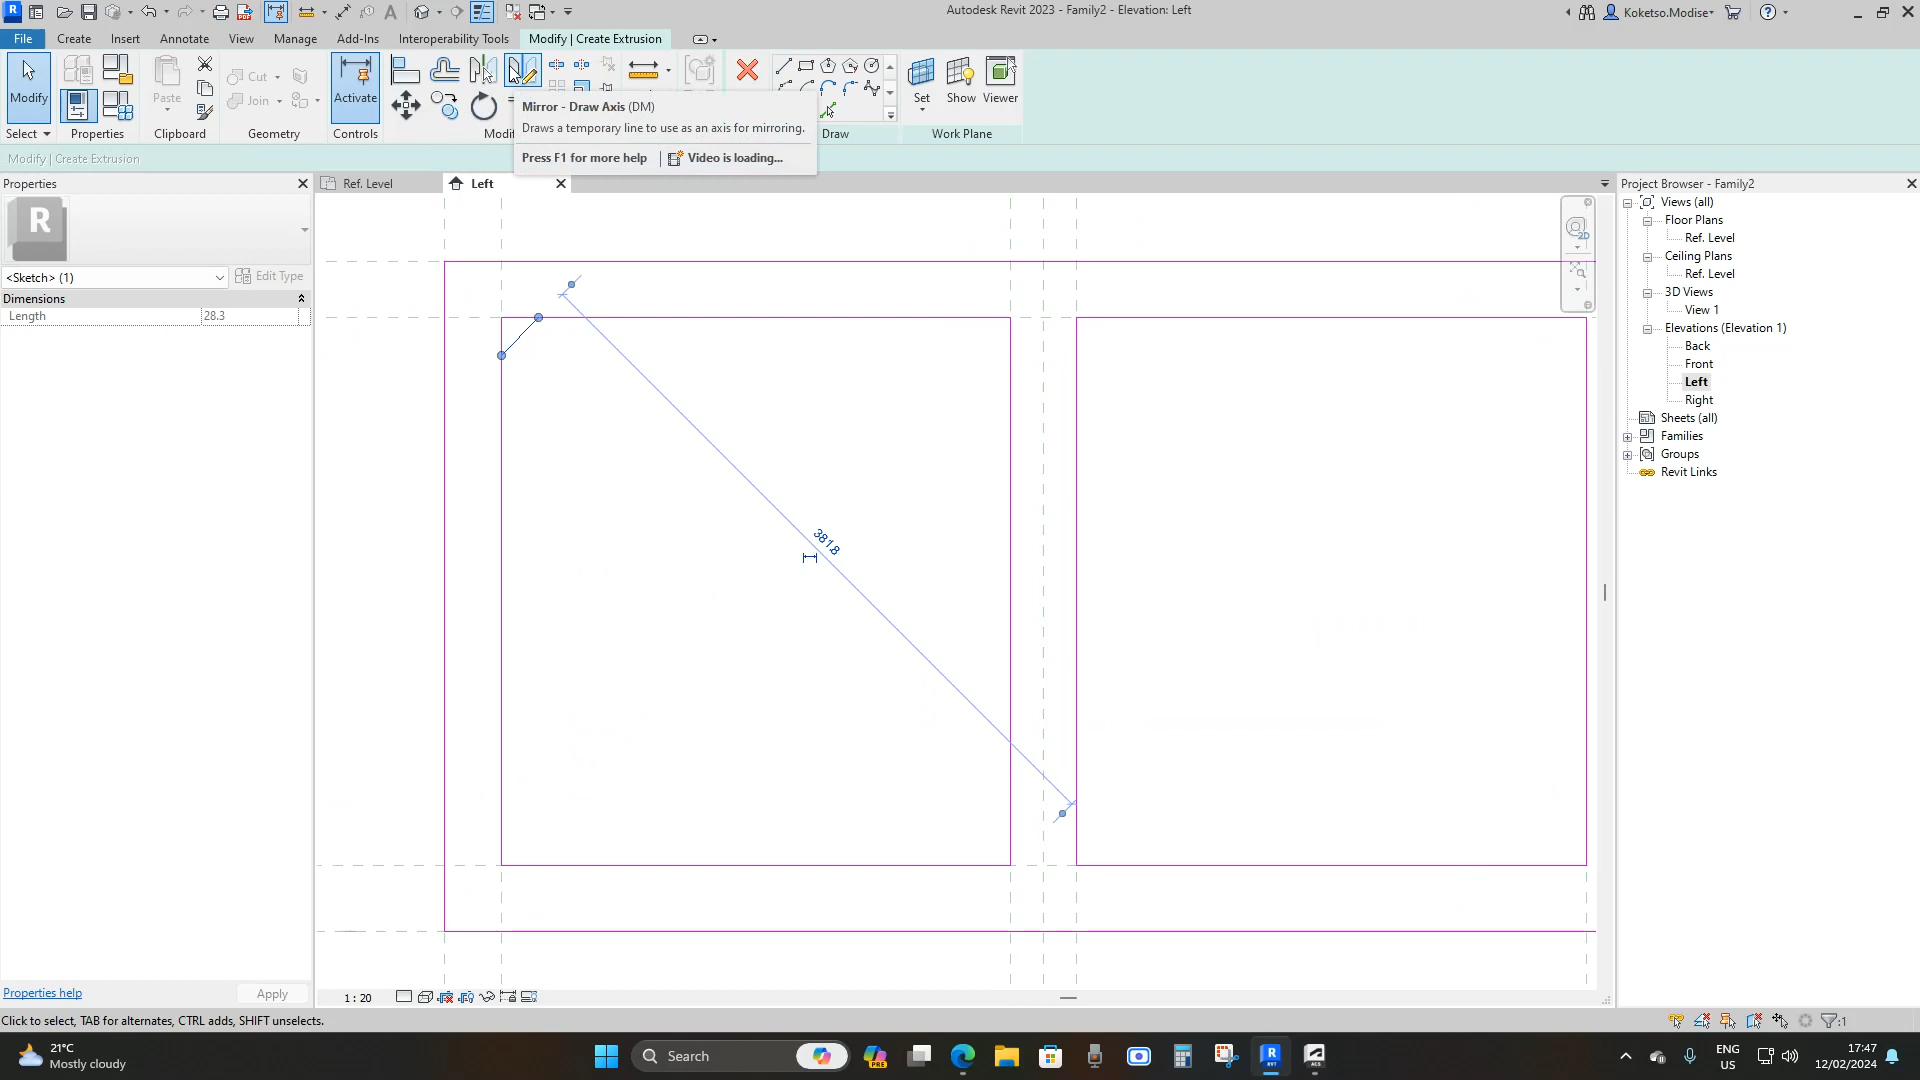 Autodesk Revit 2023 - Family2 - Elevation: Left
Koketso.Modise
File Create Insert Annotate View Manage Add-Ins Interoperability Tools Modify | Create Extrusion
Modify
Paste
Cut
Join
Activate
Set Show Viewer
Select Properties Clipboard Geometry Controls Modi Draw Work Plane
Mirror - Draw Axis (DM)
Draws a temporary line to use as an axis for mirroring.
Press F1 for more help Video is loading...
Modify | Create Extrusion
Properties
R
<Sketch> (1)
Edit Type
Dimensions
Length 28.3
Properties help
Apply
Ref. Level
Left
2D
381.8
1 : 20
Project Browser - Family2
Views (all)
Floor Plans
Ref. Level
Ceiling Plans
Ref. Level
3D Views
View 1
Elevations (Elevation 1)
Back
Front
Left
Right
Sheets (all)
Families
Groups
Revit Links
Click to select, TAB for alternates, CTRL adds, SHIFT unselects.
:1
21°C
Mostly cloudy
Search
PRE
ENG
US
17:47
12/02/2024